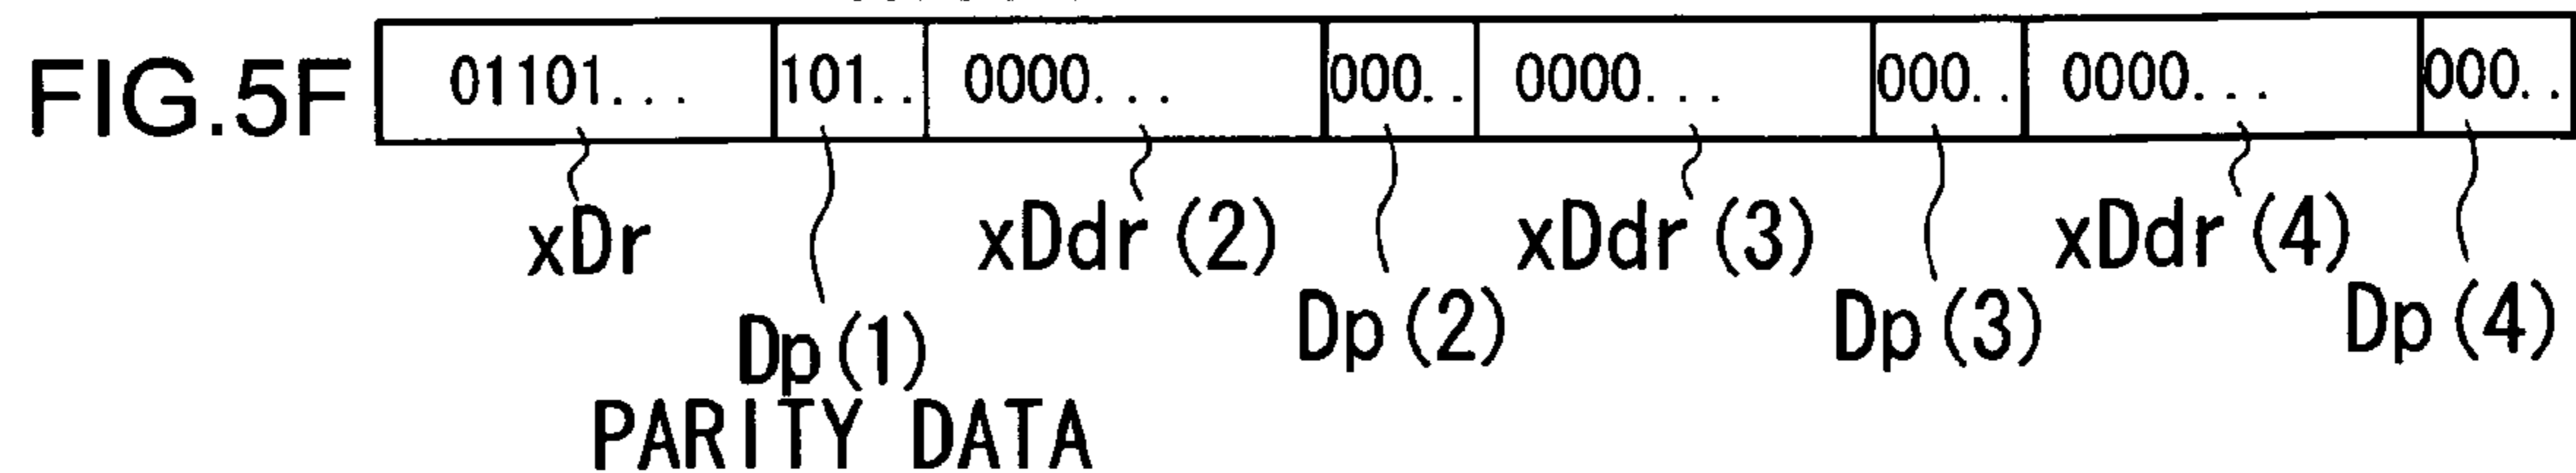 FIG.5F 01101... 101.. 0000... 000.. 0000... 000.. 0000... 000..
xDr xDdr(2) xDdr(3) xDdr(4)
Dp(1) Dp(2) Dp(3) Dp(4)
PARITY DATA